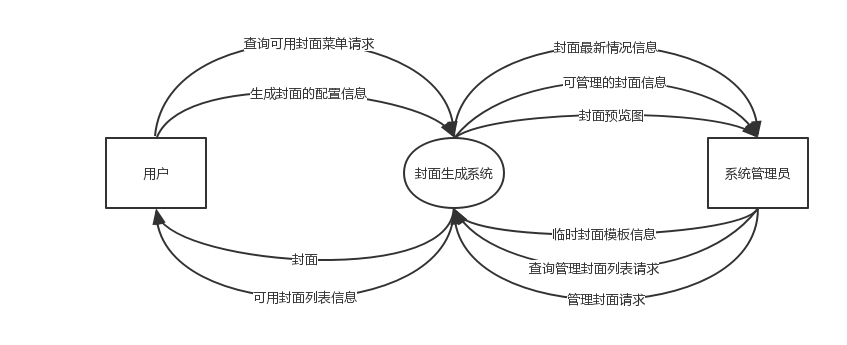 查询可用封面菜单请求
封面最新情况信息
可管理的封面信息
生成封面的配置信息
封面预览图
用户
封面生成系统
系统管理员
临时封面模板信息
封面
查询管理封面列表请求
可用封面列表信息
管理封面请求